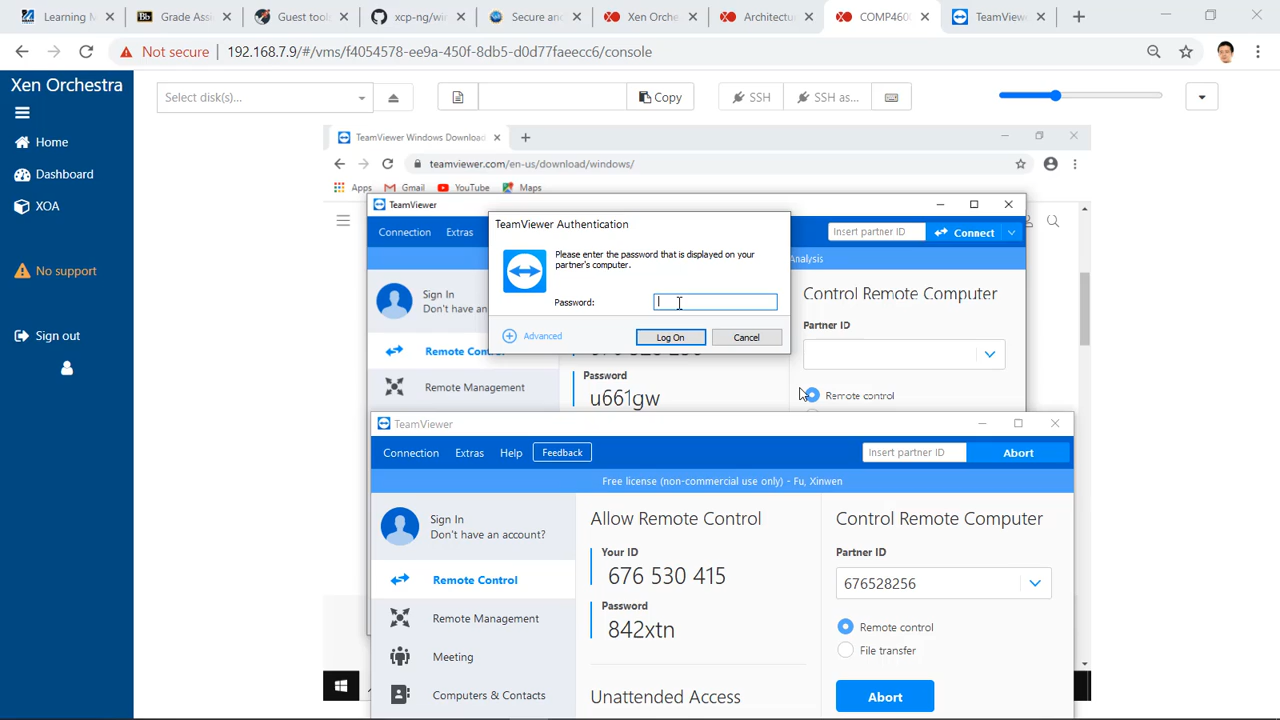 Learning M
Grade Assi
Guest tools
xcp-ng/win
Secure and
Xen Orche
Architectur
COMP460
TeamView
Not secure 192.168.7.9/#/vms/f4054578-ee9a-450f-8db5-d0d77faeecc6/console
Xen Orchestra
Home
Dashboard
XOA
No support
Sign out
Select disk(s)...
Copy
SSH
SSH as...
TeamViewer Windows Download
teamviewer.com/en-us/download/windows/
Apps
Gmail
YouTube
Maps
TeamViewer
Connection Extras
Insert partner ID
Connect
Analysis
Sign In
Don't have an
Remote
Remote Management
Password
u661gw
Control Remote Computer
Partner ID
Remote control
TeamViewer Authentication
Please enter the password that is displayed on your
partner's computer.
Password:
Advanced
Log On
Cancel
TeamViewer
Connection Extras Help Feedback
Insert partner ID
Abort
Free license (non-commercial use only) - Fu, Xinwen
Sign In
Don't have an account?
Remote Control
Remote Management
Meeting
Computers & Contacts
Allow Remote Control
Your ID
676 530 415
Password
842xtn
Unattended Access
Control Remote Computer
Partner ID
676528256
Remote control
File transfer
Abort